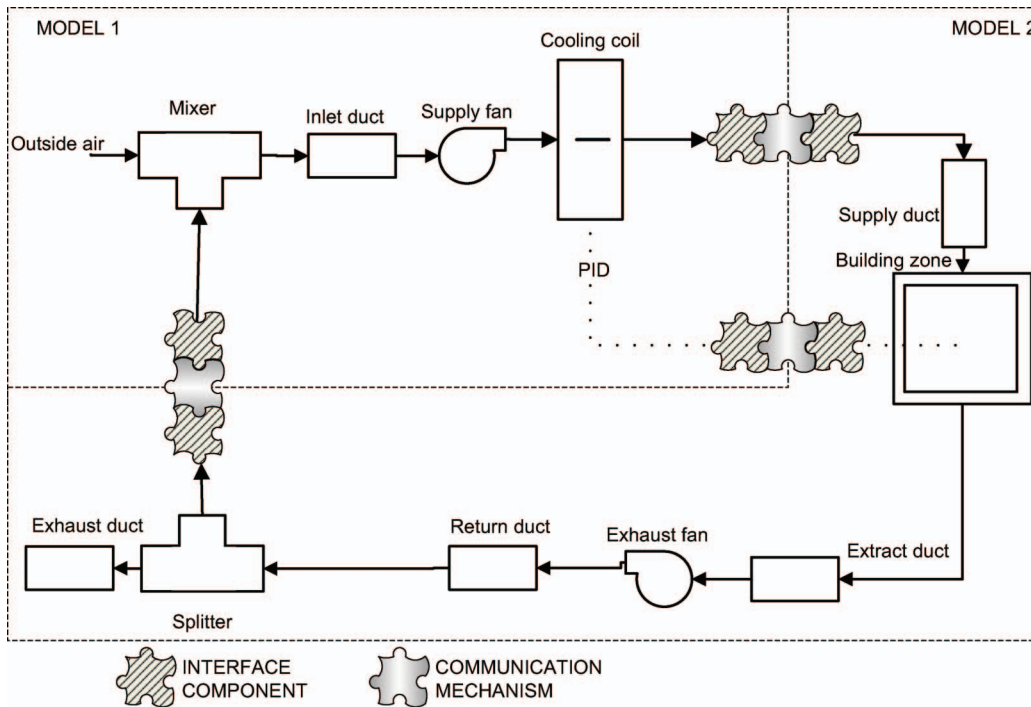 MODEL 1
Cooling coil
MODEL 2
Mixer
Inlet duct
Supply fan
Outside air
Supply duct
Building zone
PID
Exhaust duct
Return duct
Exhaust fan
Extract duct
Splitter
INTERFACE
COMPONENT
COMMUNICATION
MECHANISM